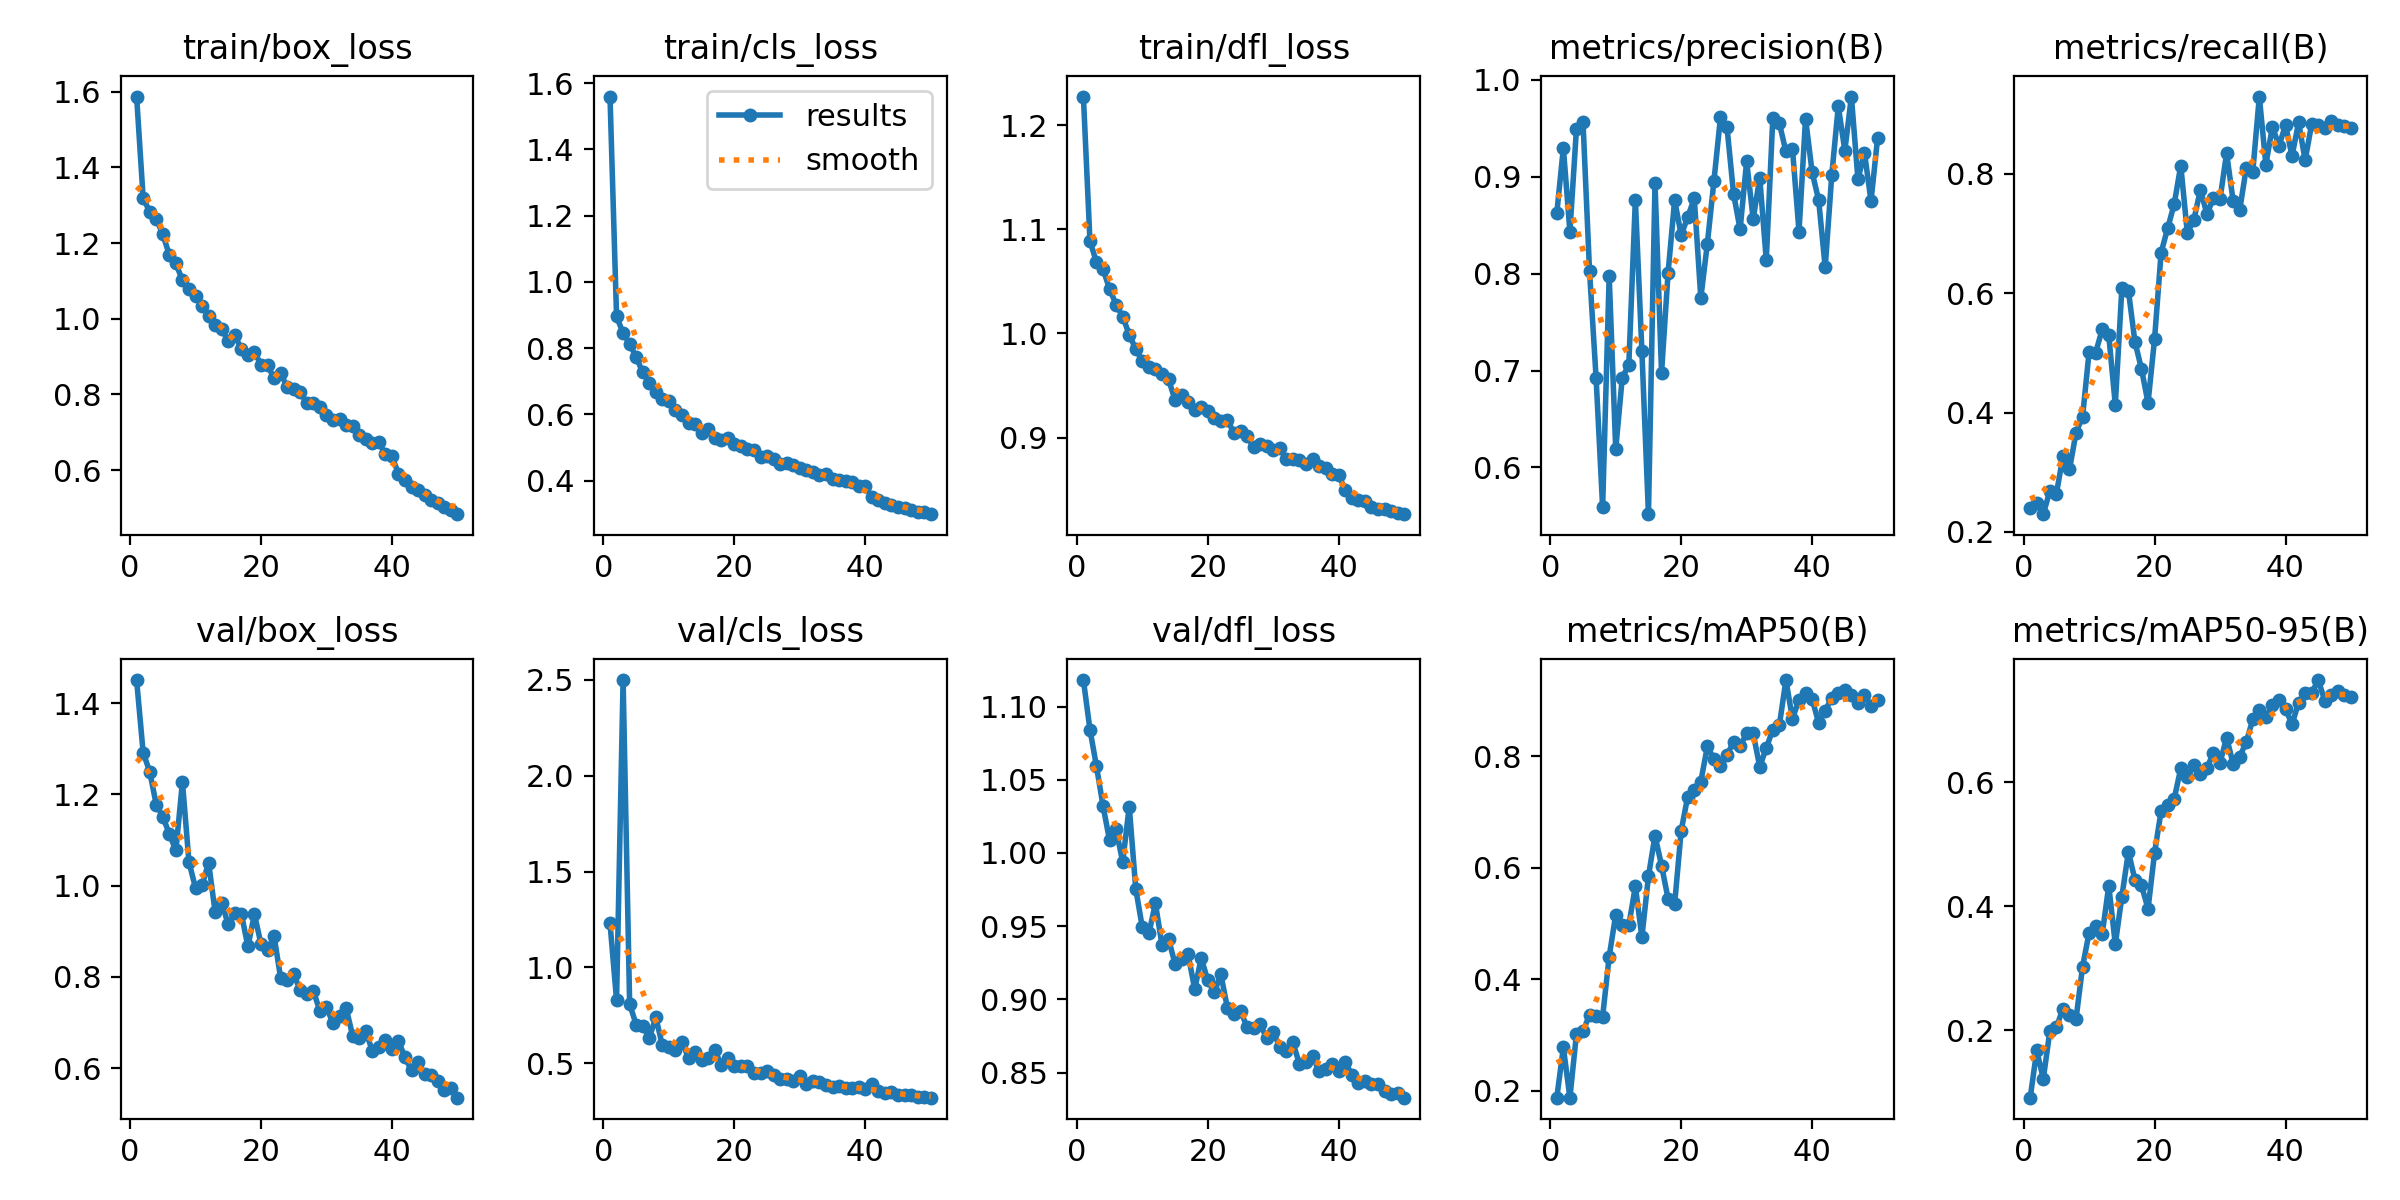 train/box_loss
1.6
1.4
1.2
1.0
0.8
0.6
0 20 40
train/cls_loss
1.6
1.4
1.2
1.0
0.8
0.6
0.4
0 20 40
results
smooth
train/dfl_loss
1.2
1.1
1.0
0.9
0 20 40
metrics/precision(B)
1.0
0.9
0.8
0.7
0.6
0 20 40
metrics/recall(B)
0.8
0.6
0.4
0.2
0 20 40
val/box_loss
1.4
1.2
1.0
0.8
0.6
0 20 40
val/cls_loss
2.5
2.0
1.5
1.0
0.5
0 20 40
val/dfl_loss
1.10
1.05
1.00
0.95
0.90
0.85
0 20 40
metrics/mAP50(B)
0.8
0.6
0.4
0.2
0 20 40
metrics/mAP50-95(B)
0.6
0.4
0.2
0 20 40